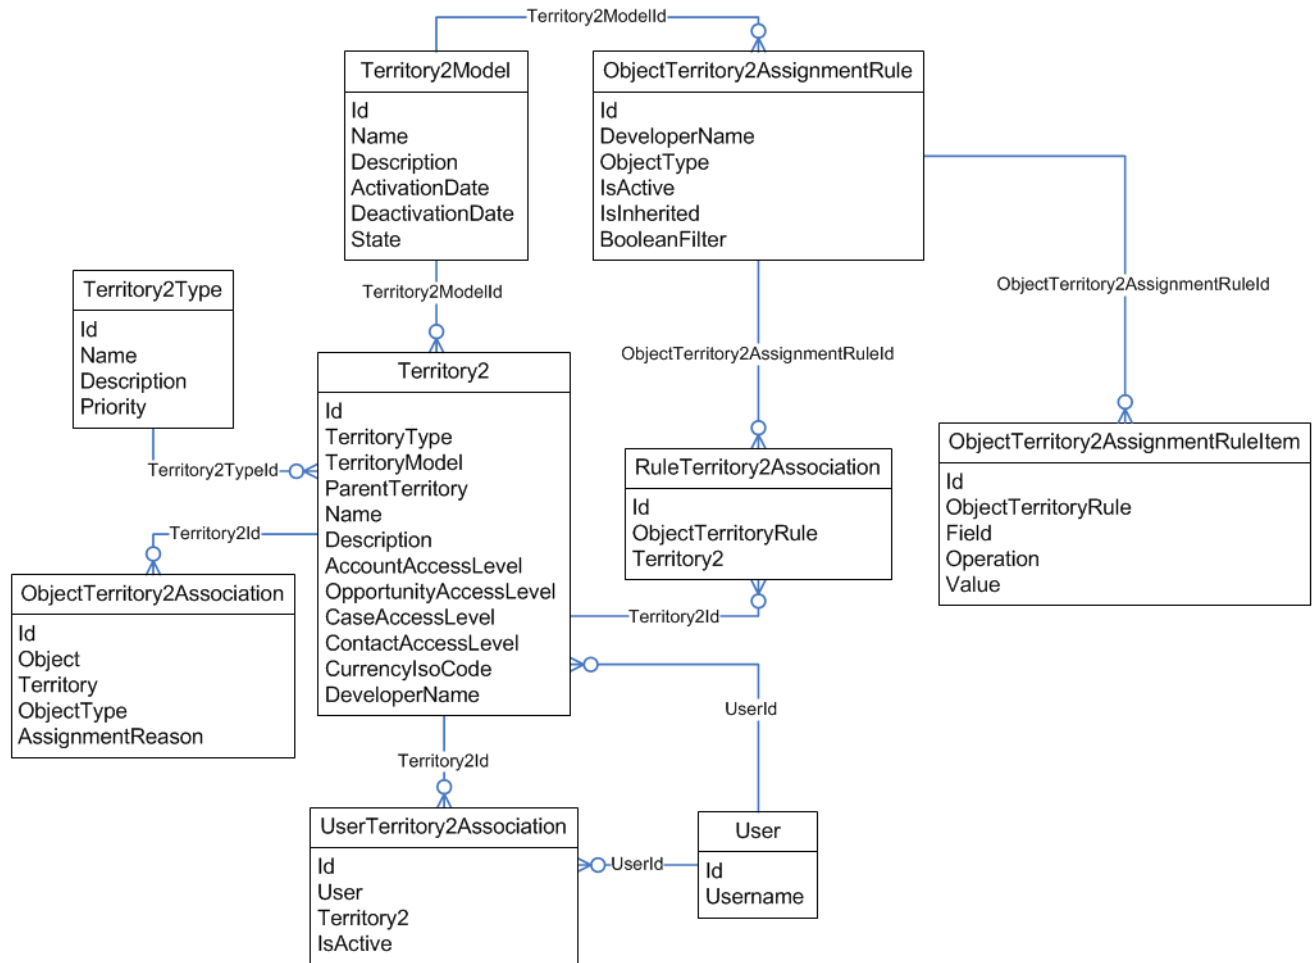 Territory2ModelId
Territory2Model
Id
Name
Description
ActivationDate
DeactivationDate
State
ObjectTerritory2AssignmentRule
Id
DeveloperName
ObjectType
IsActive
IsInherited
BooleanFilter
Territory2ModelId
ObjectTerritory2AssignmentRuleId
ObjectTerritory2AssignmentRuleId
Territory2Type
Id
Name
Description
Priority
Territory2TypeId
Territory2
Id
TerritoryType
TerritoryModel
ParentTerritory
Name
Description
AccountAccessLevel
OpportunityAccessLevel
CaseAccessLevel
ContactAccessLevel
CurrencyIsoCode
DeveloperName
RuleTerritory2Association
Id
ObjectTerritoryRule
Territory2
ObjectTerritory2AssignmentRuleItem
Id
ObjectTerritoryRule
Field
Operation
Value
Territory2Id
ObjectTerritory2Association
Id
Object
Territory
ObjectType
AssignmentReason
Territory2Id
UserId
Territory2Id
UserTerritory2Association
Id
User
Territory2
IsActive
UserId
User
Id
Username